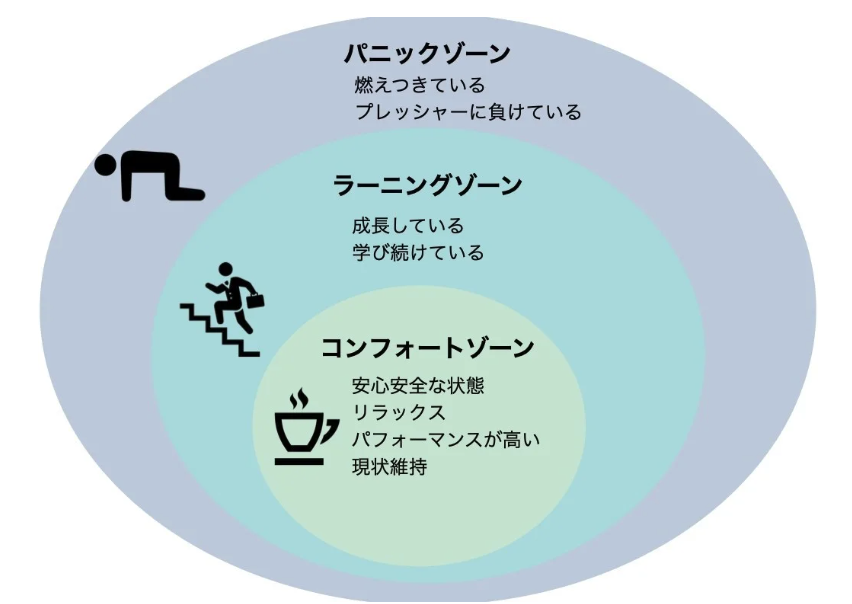 パニックゾーン
燃えつきている
プレッシャーに負けている
ラーニングゾーン
成長している
学び続けている
コンフォートゾーン
安心安全な状態
リラックス
パフォーマンスが高い
現状維持